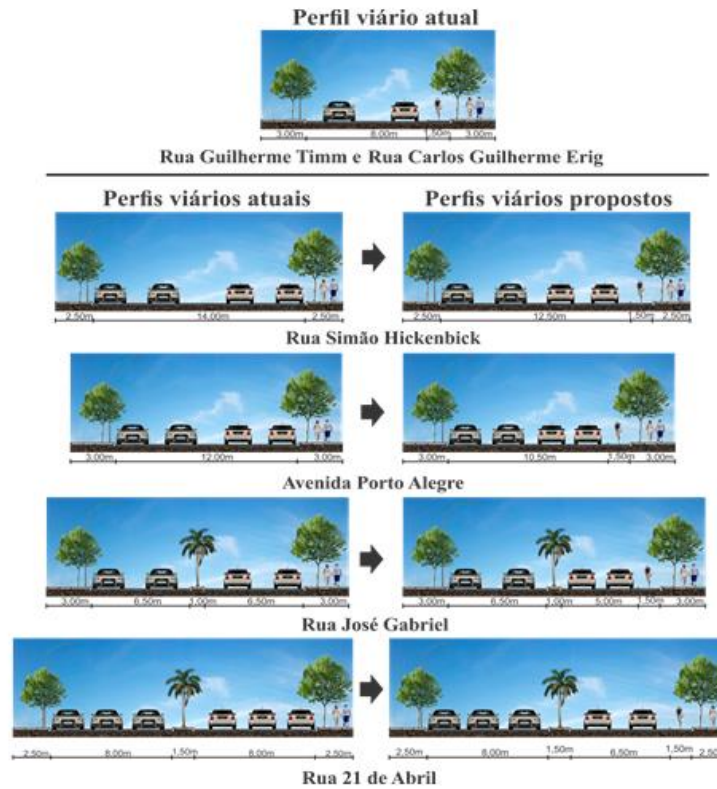 Perfil viário atual
3.00m 8.00m 1,50m 3.00m
Rua Guilherme Timm e Rua Carlos Guilherme Erig
Perfis viários atuais Perfis viários propostos
2.50m 14.00m 2.50m 2.50m 12.50m 1,50m 2.50m
Rua Simão Hickenbick
3.00m 12.00m 3.00m 3.00m 10.50m 1,50m 3.00m
Avenida Porto Alegre
3.00m 6.50m 1.00m 6.50m 3.00m 3.00m 6.50m 1.00m 5.00m 1,50m 3.00m
Rua José Gabriel
2.50m 8.00m 1,50m 8.00m 2.50m 2.50m 8.00m 1,50m 6.50m 1,50m 2.50
Rua 21 de Abril